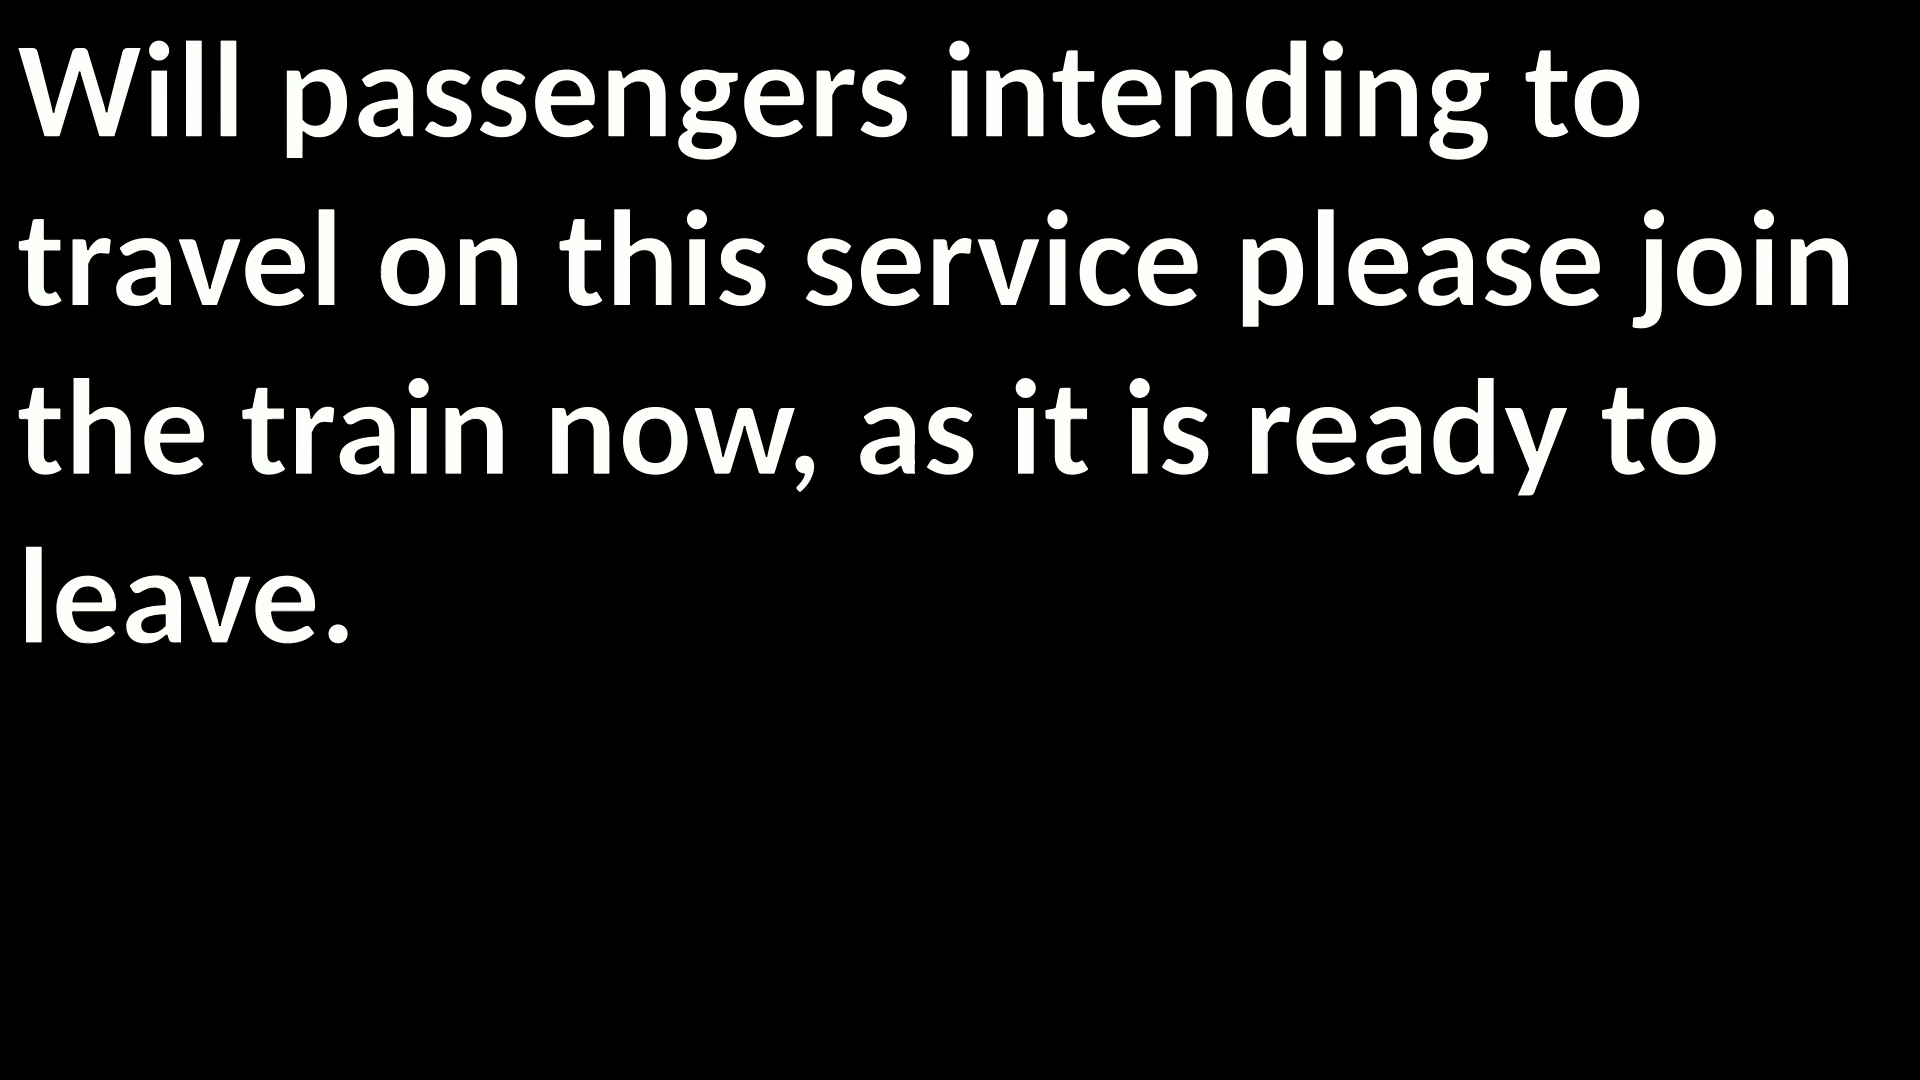 Will passengers intending to
travel on this service please join
the train now, as it is ready to
leave.